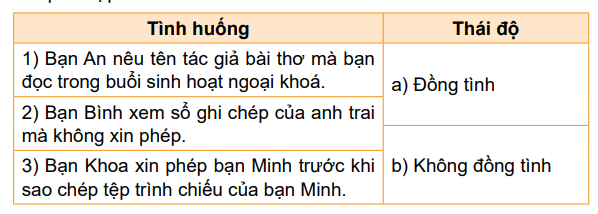 Tình huống
Thái độ
1) Bạn An nêu tên tác giả bài thơ mà bạn
đọc trong buổi sinh hoạt ngoại khoá.
a) Đồng tình
2) Bạn Bình xem sổ ghi chép của anh trai
mà không xin phép.
3) Bạn Khoa xin phép bạn Minh trước khi
sao chép tệp trình chiếu của bạn Minh.
b) Không đồng tình